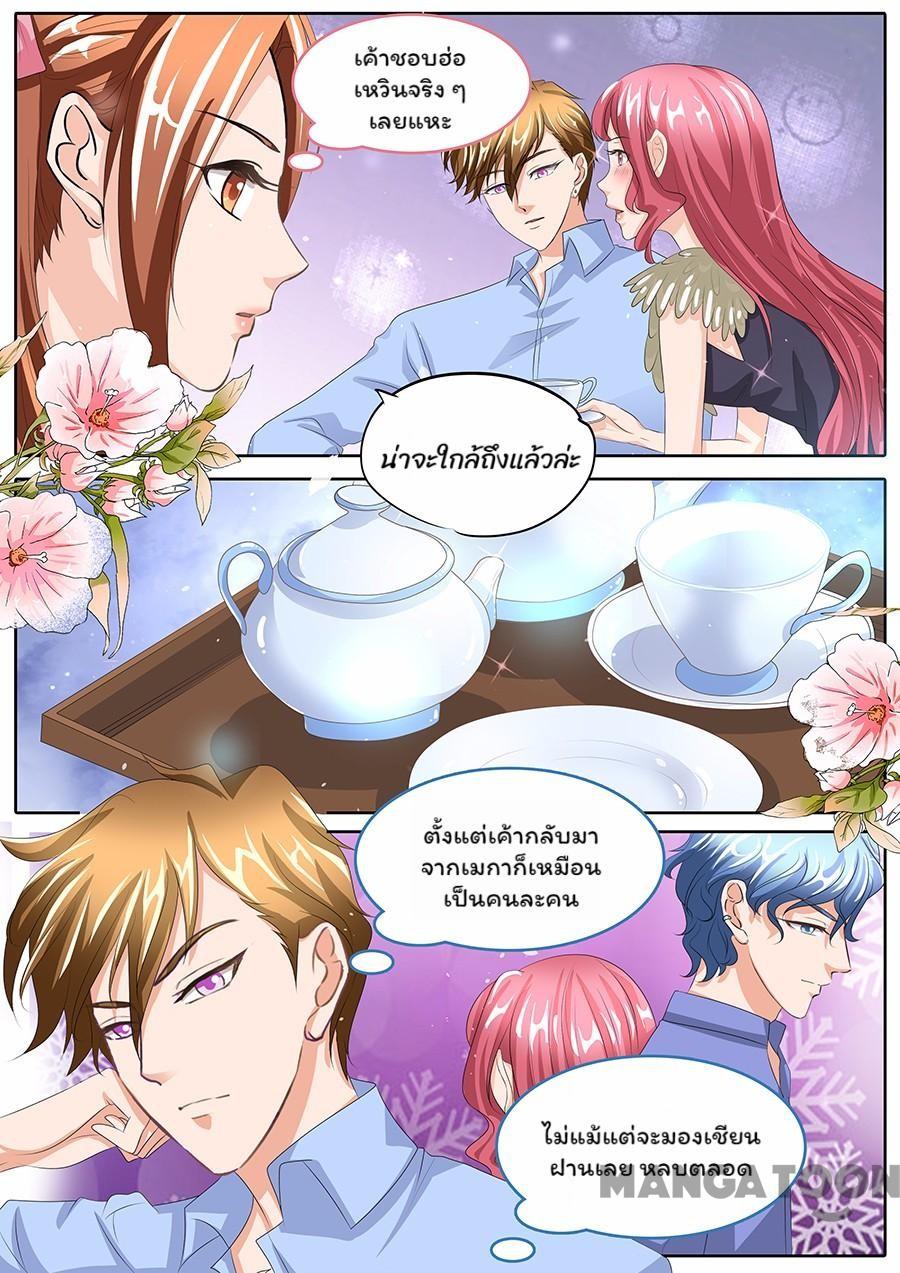 เค้าชอบฮ่อ
เหวินจริง ๆ
เลยแหะ
น่าจะใกล้ถึงแล้วล่ะ
ตั้งแต่เค้ากลับมา
จากเมกาก็เหมือน
เป็นคนละคน
ไม่แม้แต่จะมองเชียน
ฝานเลย หลบตลอด
MANGATOON